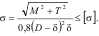 σ = √(M² + T²) / 0,8(D − δ)² δ ≤ [σ].